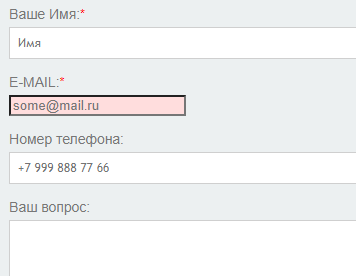 Ваше Имя:*
Имя
E-MAIL:*
some@mail.ru
Номер телефона:
+7 999 888 77 66
Ваш вопрос: